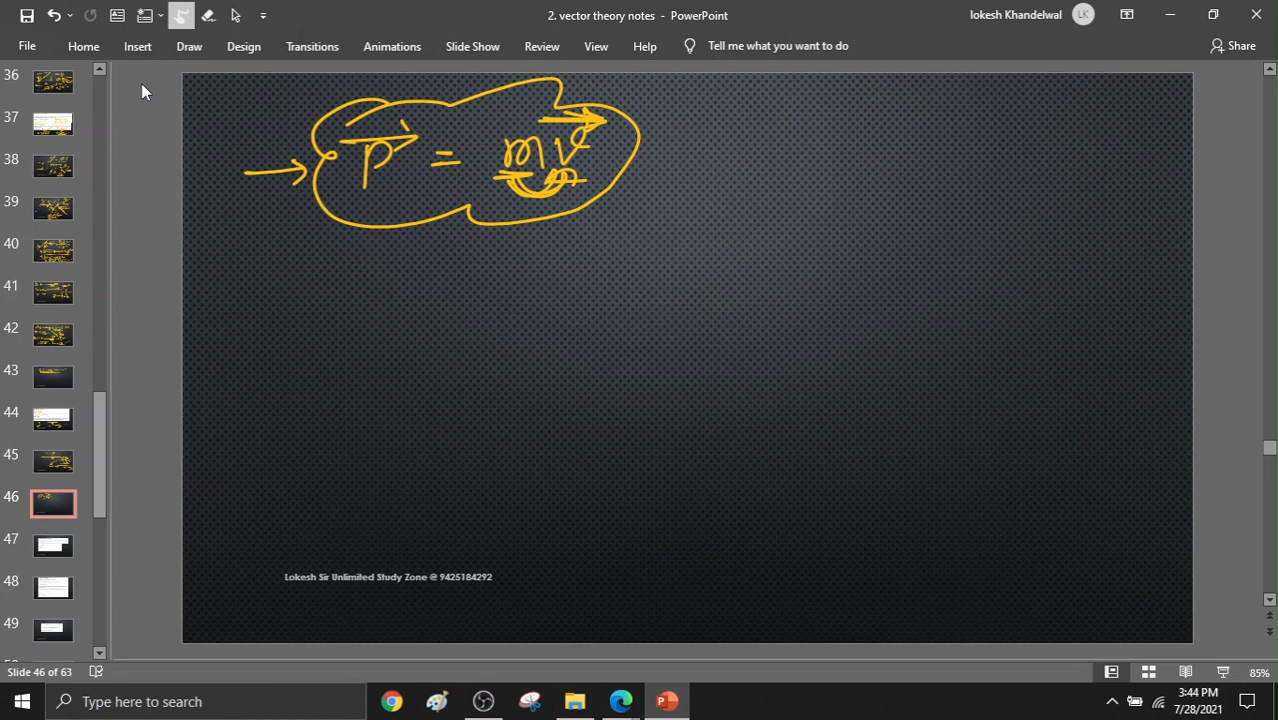 2. vector theory notes - PowerPoint
lokesh Khandelwal
LK
File Home Insert Draw Design Transitions Animations Slide Show Review View Help Tell me what you want to do Share
36
37
38
39
40
41
42
43
44
45
46
47
48
49
p⃗ = mv⃗
Lokesh Sir Unlimited Study Zone @ 9425184292
Slide 46 of 63
85%
Type here to search
3:44 PM
7/28/2021